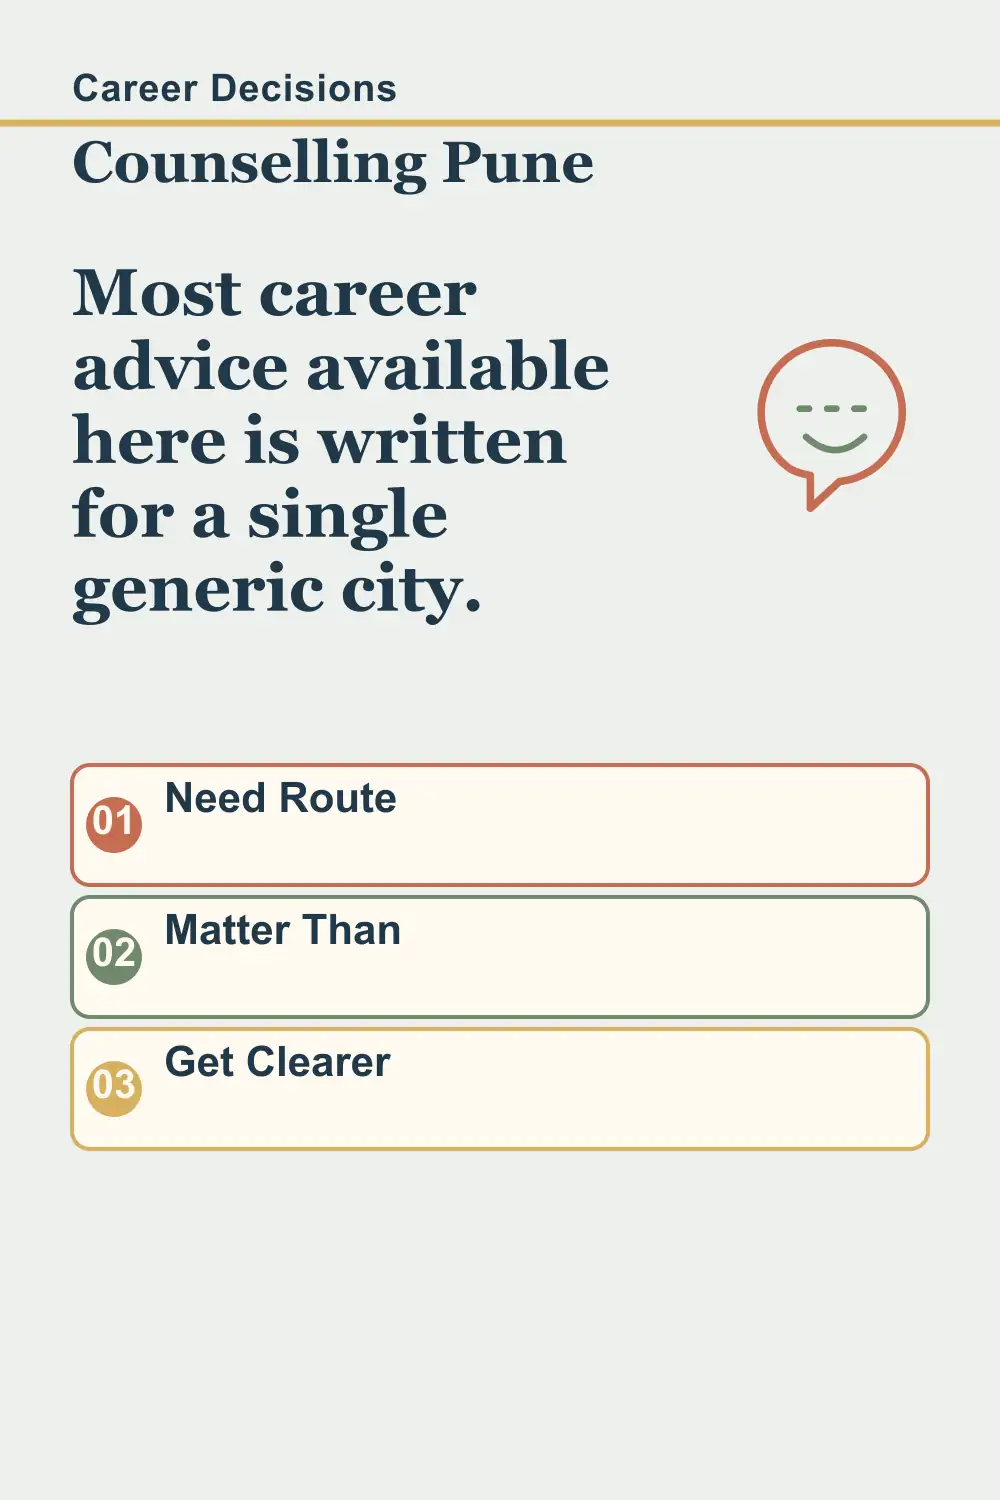 Career Decisions
Counselling Pune
Most career
advice available
here is written
for a single
generic city.
01
Need Route
02
Matter Than
03
Get Clearer